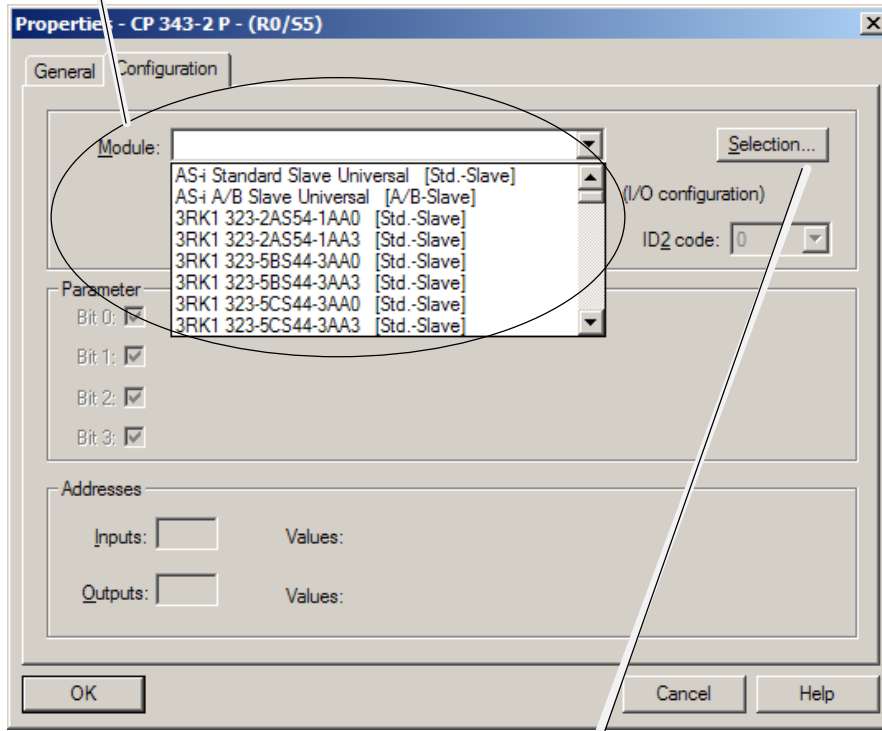 Properties - CP 343-2 P - (R0/S5)
General
Configuration
Module:
Selection...
AS-i Standard Slave Universal [Std.-Slave]
AS-i A/B Slave Universal [A/B-Slave]
3RK1 323-2AS54-1AA0 [Std.-Slave]
3RK1 323-2AS54-1AA3 [Std.-Slave]
3RK1 323-5BS44-3AA0 [Std.-Slave]
3RK1 323-5BS44-3AA3 [Std.-Slave]
3RK1 323-5CS44-3AA0 [Std.-Slave]
3RK1 323-5CS44-3AA3 [Std.-Slave]
(I/O configuration)
ID2 code: 0
Parameter
Bit 0:
Bit 1:
Bit 2:
Bit 3:
Addresses
Inputs: Values:
Outputs: Values:
OK Cancel Help